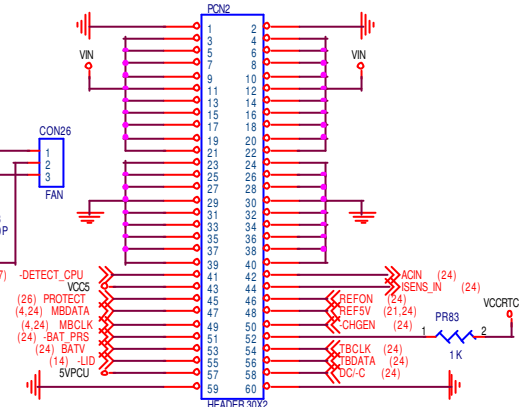 PCN2
1 2
3 4
5 6
7 8
9 10
11 12
13 14
15 16
17 18
19 20
21 22
23 24
25 26
27 28
29 30
31 32
33 34
35 36
37 38
39 40
41 42
43 44
45 46
47 48
49 50
51 52
53 54
55 56
57 58
59 60
HEADER 30X2
VIN
VIN
CON26
1
2
3
FAN
-DETECT_CPU
VCC5
(26) PROTECT
(4,24) MBDATA
(4,24) MBCLK
(24) -BAT_PRS
(24) BATV
(14) -LID
5VPCU
ACIN (24)
ISENS_IN (24)
REFON (24)
REF5V (21,24)
-CHGEN (24)
TBCLK (24)
TBDATA (24)
DC/-C (24)
VCCRTC
PR83
1 2
1K